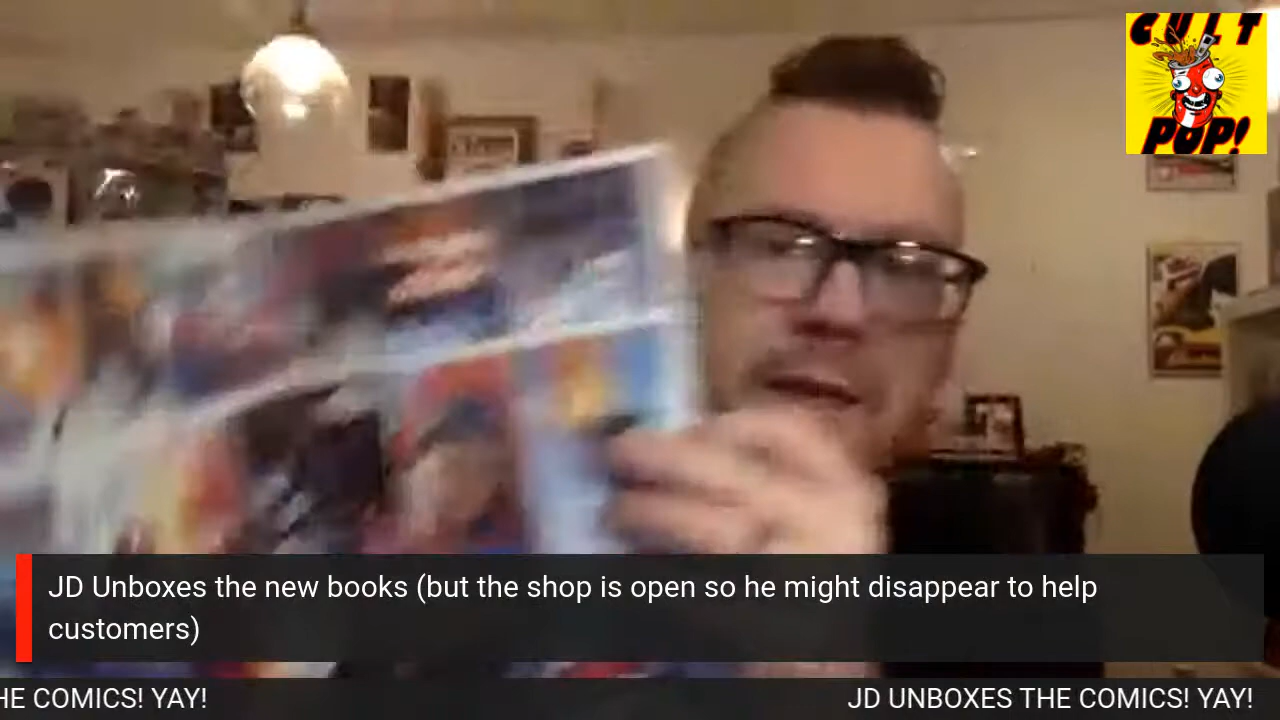 CULT
POP!
JD Unboxes the new books (but the shop is open so he might disappear to help
customers)
HE COMICS! YAY!
JD UNBOXES THE COMICS! YAY!